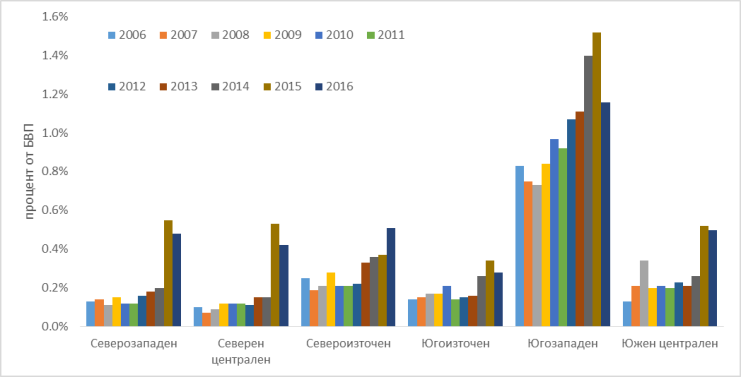 1.6%
1.4%
1.2%
1.0%
0.8%
0.6%
0.4%
0.2%
0.0%
процент от БВП
2006 2007 2008 2009 2010 2011
2012 2013 2014 2015 2016
Северозападен Северен централен Североизточен Югоизточен Югозападен Южен централен